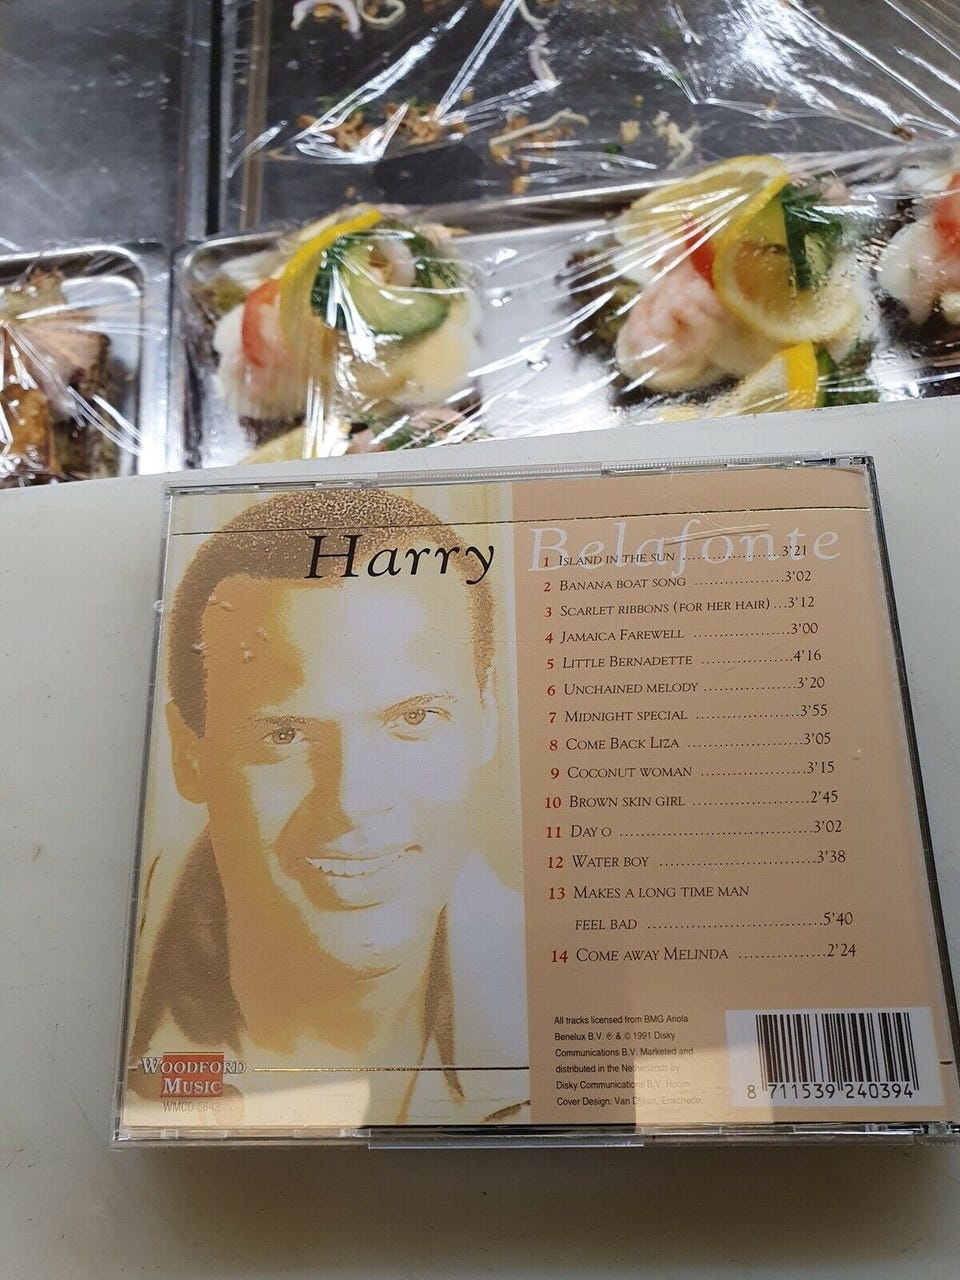 Harry Belafonte
1 ISLAND IN THE SUN ..................3'21
2 BANANA BOAT SONG .................3'02
3 SCARLET RIBBONS (FOR HER HAIR) ...3'12
4 JAMAICA FAREWELL ..................3'00
5 LITTLE BERNADETTE .................4'16
6 UNCHAINED MELODY ..................3'20
7 MIDNIGHT SPECIAL ....................3'55
8 COME BACK LIZA ......................3'05
9 COCONUT WOMAN ....................3'15
10 BROWN SKIN GIRL ......................2'45
11 DAY O ....................................3'02
12 WATER BOY .............................3'38
13 MAKES A LONG TIME MAN
FEEL BAD .................................5'40
14 COME AWAY MELINDA ................2'24
All tracks licensed from BMG Ariola
Benelux B.V. ℗ & © 1991 Disky
Communications B.V. Marketed and
distributed in the Netherlands by
Disky Communications B.V. Hoorn.
Cover Design: Van Dijken, Enschede.
WOODFORD
MUSIC
WMCD 5643
8 711539 240394